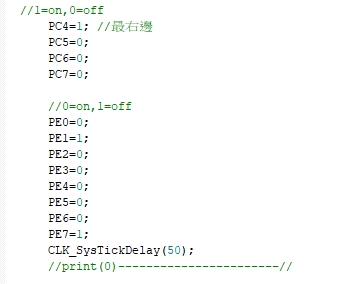 //1=on,0=off
PC4=1; //最右邊
PC5=0;
PC6=0;
PC7=0;
//0=on,1=off
PE0=0;
PE1=1;
PE2=0;
PE3=0;
PE4=0;
PE5=0;
PE6=0;
PE7=1;
CLK_SysTickDelay(50);
//print(0)-----------------------//